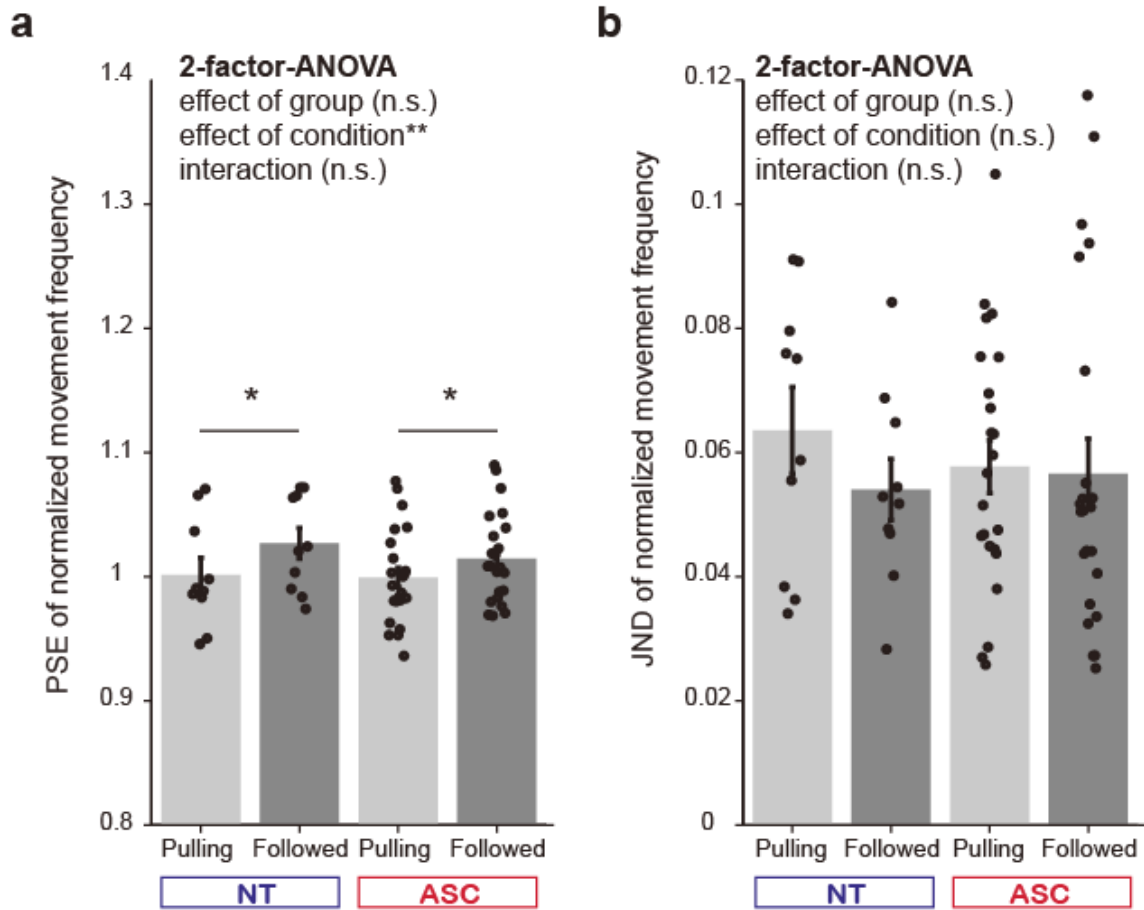 a
2-factor-ANOVA
effect of group (n.s.)
effect of condition**
interaction (n.s.)
PSE of normalized movement frequency
1.4
1.3
1.2
1.1
1
0.9
0.8
*
*
Pulling Followed Pulling Followed
NT ASC
b
2-factor-ANOVA
effect of group (n.s.)
effect of condition (n.s.)
interaction (n.s.)
JND of normalized movement frequency
0.12
0.1
0.08
0.06
0.04
0.02
0
Pulling Followed Pulling Followed
NT ASC